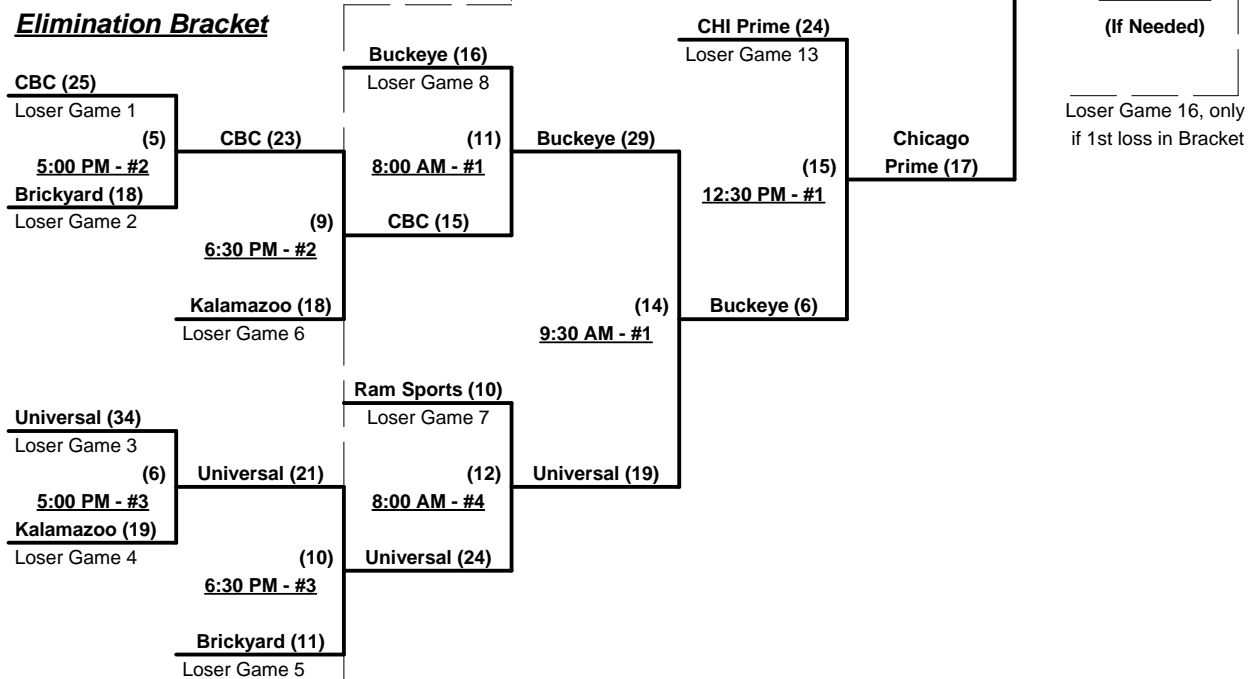 Elimination Bracket
CHI Prime (24)
Loser Game 13
(If Needed)
Buckeye (16)
Loser Game 8
CBC (25)
Loser Game 1
Loser Game 16, only
if 1st loss in Bracket
(5)
5:00 PM - #2
CBC (23)
(11)
8:00 AM - #1
Buckeye (29)
Chicago
Prime (17)
(15)
12:30 PM - #1
Brickyard (18)
Loser Game 2
(9)
6:30 PM - #2
CBC (15)
Kalamazoo (18)
Loser Game 6
(14)
9:30 AM - #1
Buckeye (6)
Ram Sports (10)
Loser Game 7
Universal (34)
Loser Game 3
(6)
5:00 PM - #3
Universal (21)
(12)
8:00 AM - #4
Universal (19)
Kalamazoo (19)
Loser Game 4
(10)
6:30 PM - #3
Universal (24)
Brickyard (11)
Loser Game 5